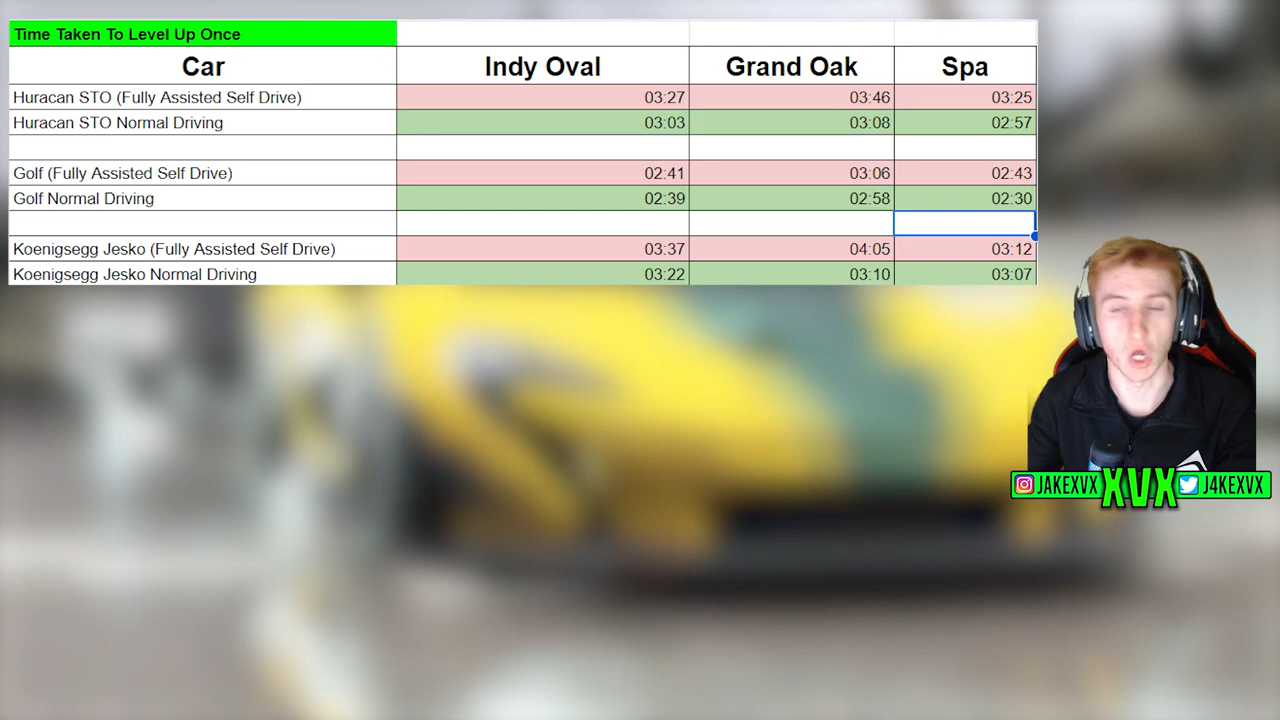 Time Taken To Level Up Once
Car Indy Oval Grand Oak Spa
Huracan STO (Fully Assisted Self Drive) 03:27 03:46 03:25
Huracan STO Normal Driving 03:03 03:08 02:57
Golf (Fully Assisted Self Drive) 02:41 03:06 02:43
Golf Normal Driving 02:39 02:58 02:30
Koenigsegg Jesko (Fully Assisted Self Drive) 03:37 04:05 03:12
Koenigsegg Jesko Normal Driving 03:22 03:10 03:07
JAKEXVX XVX J4KEXVX